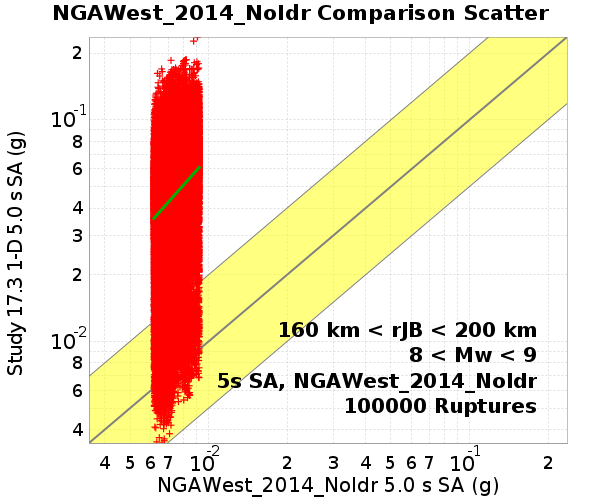 NGAWest_2014_NoIdr Comparison Scatter
Study 17.3 1-D 5.0 s SA (g)
2
10-1
8
6
4
3
2
10-2
8
6
4
160 km < rJB < 200 km
8 < Mw < 9
5s SA, NGAWest_2014_NoIdr
100000 Ruptures
4 5 6 7 10-2 2 3 4 5 6 7 10-1 2
NGAWest_2014_NoIdr 5.0 s SA (g)